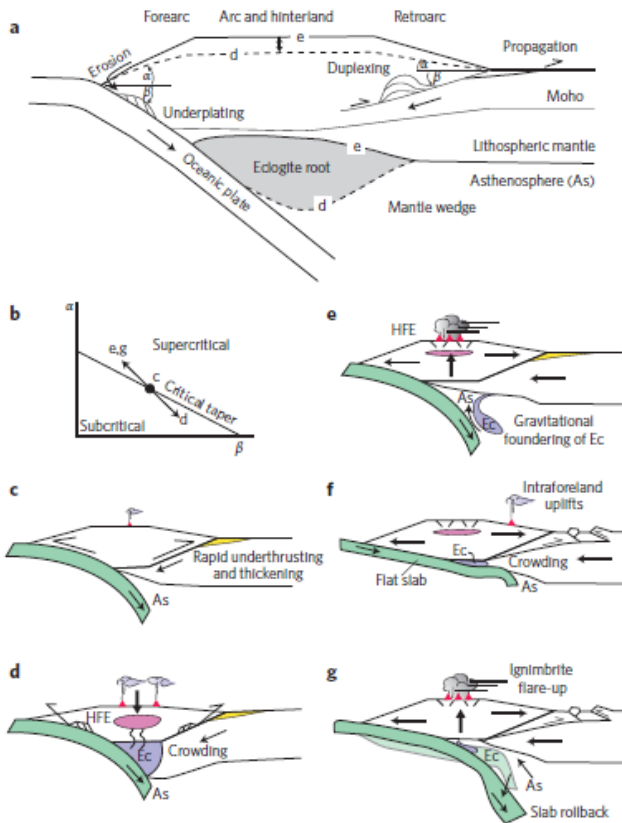 a
Forearc
Arc and hinterland
Retroarc
e
d
Erosion
α
β
Underplating
Duplexing
α
β
Propagation
Moho
Oceanic plate
Eclogite root
e
d
Lithospheric mantle
Asthenosphere (As)
Mantle wedge
b
α
e,g
Supercritical
c
Critical taper
d
Subcritical
β
c
Rapid underthrusting
and thickening
As
d
HFE
Ec
Crowding
As
e
HFE
As
Ec
Gravitational
foundering of Ec
f
Intraforeland
uplifts
Ec
Crowding
Flat slab
As
g
Ignimbrite
flare-up
Ec
As
Slab rollback